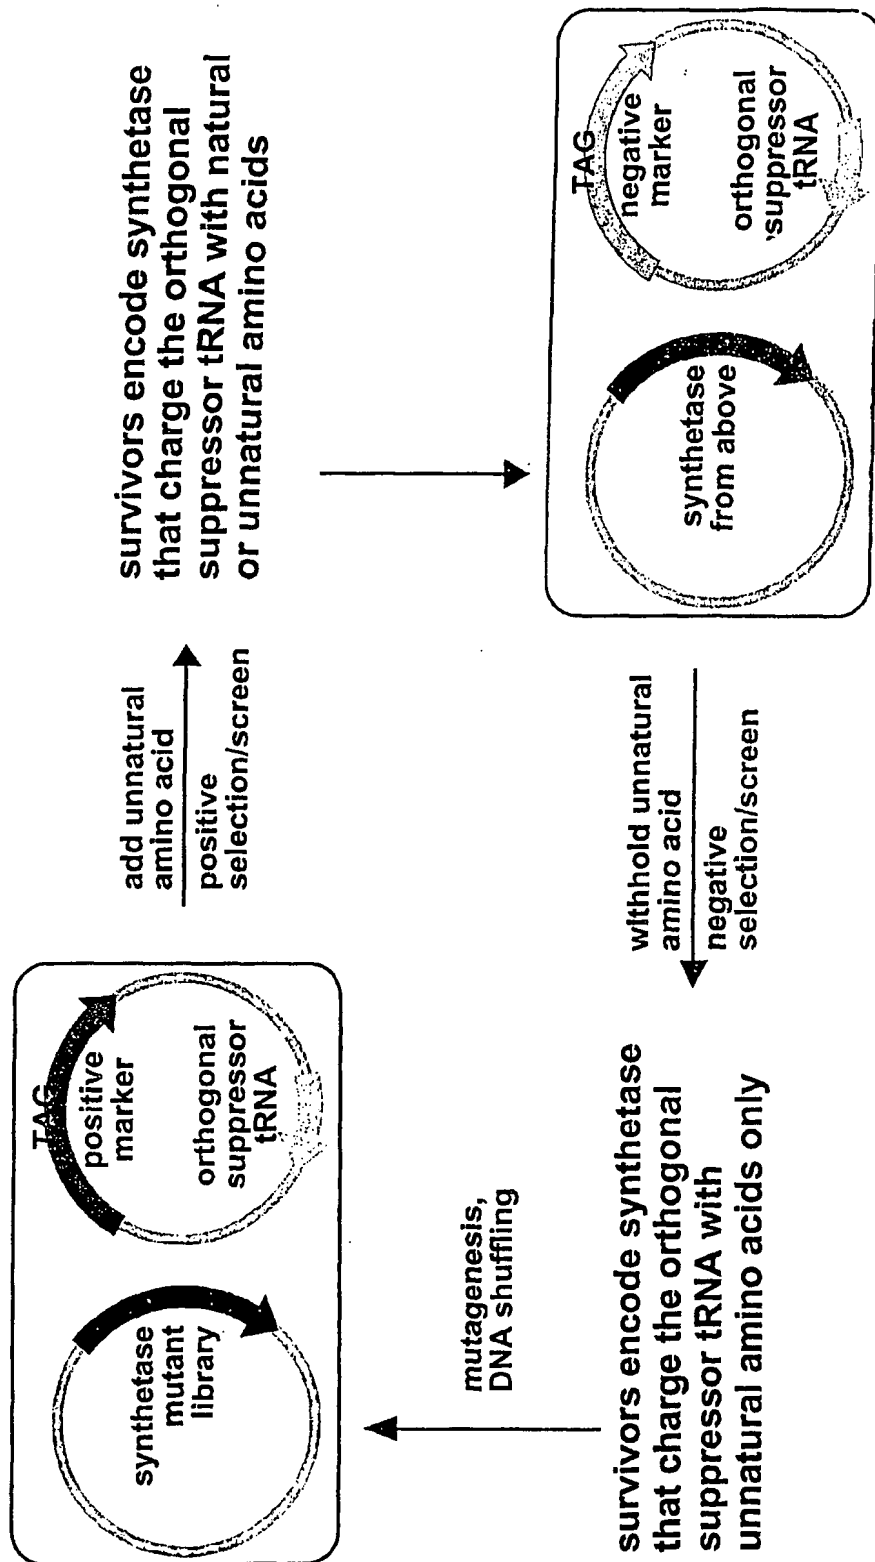 TAG
positive
marker
orthogonal
suppressor
tRNA
synthetase
mutant
library
add unnatural
amino acid
positive
selection/screen
survivors encode synthetase
that charge the orthogonal
suppressor tRNA with natural
or unnatural amino acids
TAG
negative
marker
orthogonal
suppressor
tRNA
synthetase
from above
withhold unnatural
amino acid
negative
selection/screen
survivors encode synthetase
that charge the orthogonal
suppressor tRNA with
unnatural amino acids only
mutagenesis,
DNA shuffling